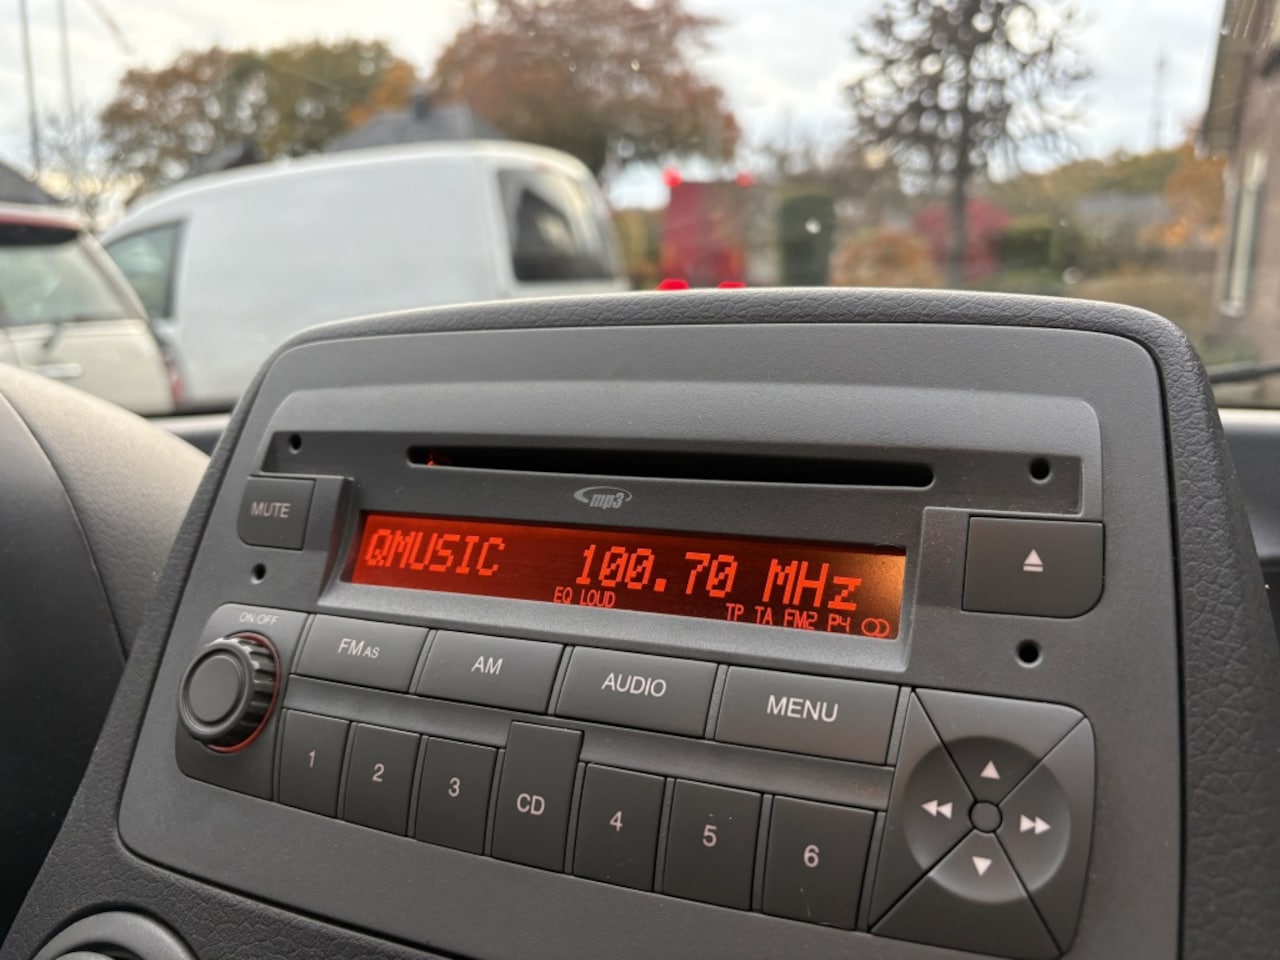 mp3
MUTE
QMUSIC 100.70 MHz
EQ LOUD TP TA FM2 P4
ON/OFF
FM AS AM AUDIO MENU
1 2 3 CD 4 5 6